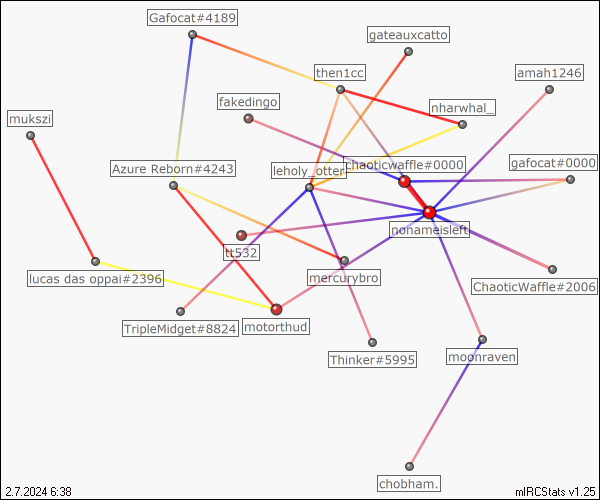 Gafocat#4189
gateauxcatto
then1cc
amah1246
fakedingo
nharwhal_
mukszi
Azure Reborn#4243
leholy_otter
chaoticwaffle#0000
gafocat#0000
nonameisleft
tt532
lucas das oppai#2396
mercurybro
ChaoticWaffle#2006
TripleMidget#8824
motorthud
Thinker#5995
moonraven
chobham.
2.7.2024 6:38
mIRCStats v1.25